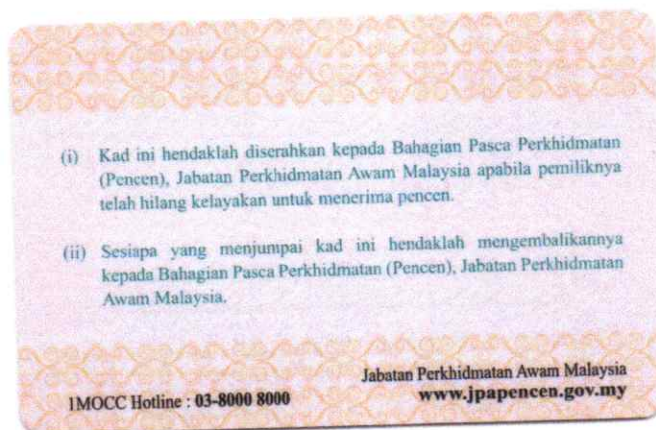 (i) Kad ini hendaklah diserahkan kepada Bahagian Pasca Perkhidmatan
(Pencen), Jabatan Perkhidmatan Awam Malaysia apabila pemiliknya
telah hilang kelayakan untuk menerima pencen.
(ii) Sesiapa yang menjumpai kad ini hendaklah mengembalikannya
kepada Bahagian Pasca Perkhidmatan (Pencen), Jabatan Perkhidmatan
Awam Malaysia.
Jabatan Perkhidmatan Awam Malaysia
1MOCC Hotline : 03-8000 8000 www.jpapencen.gov.my